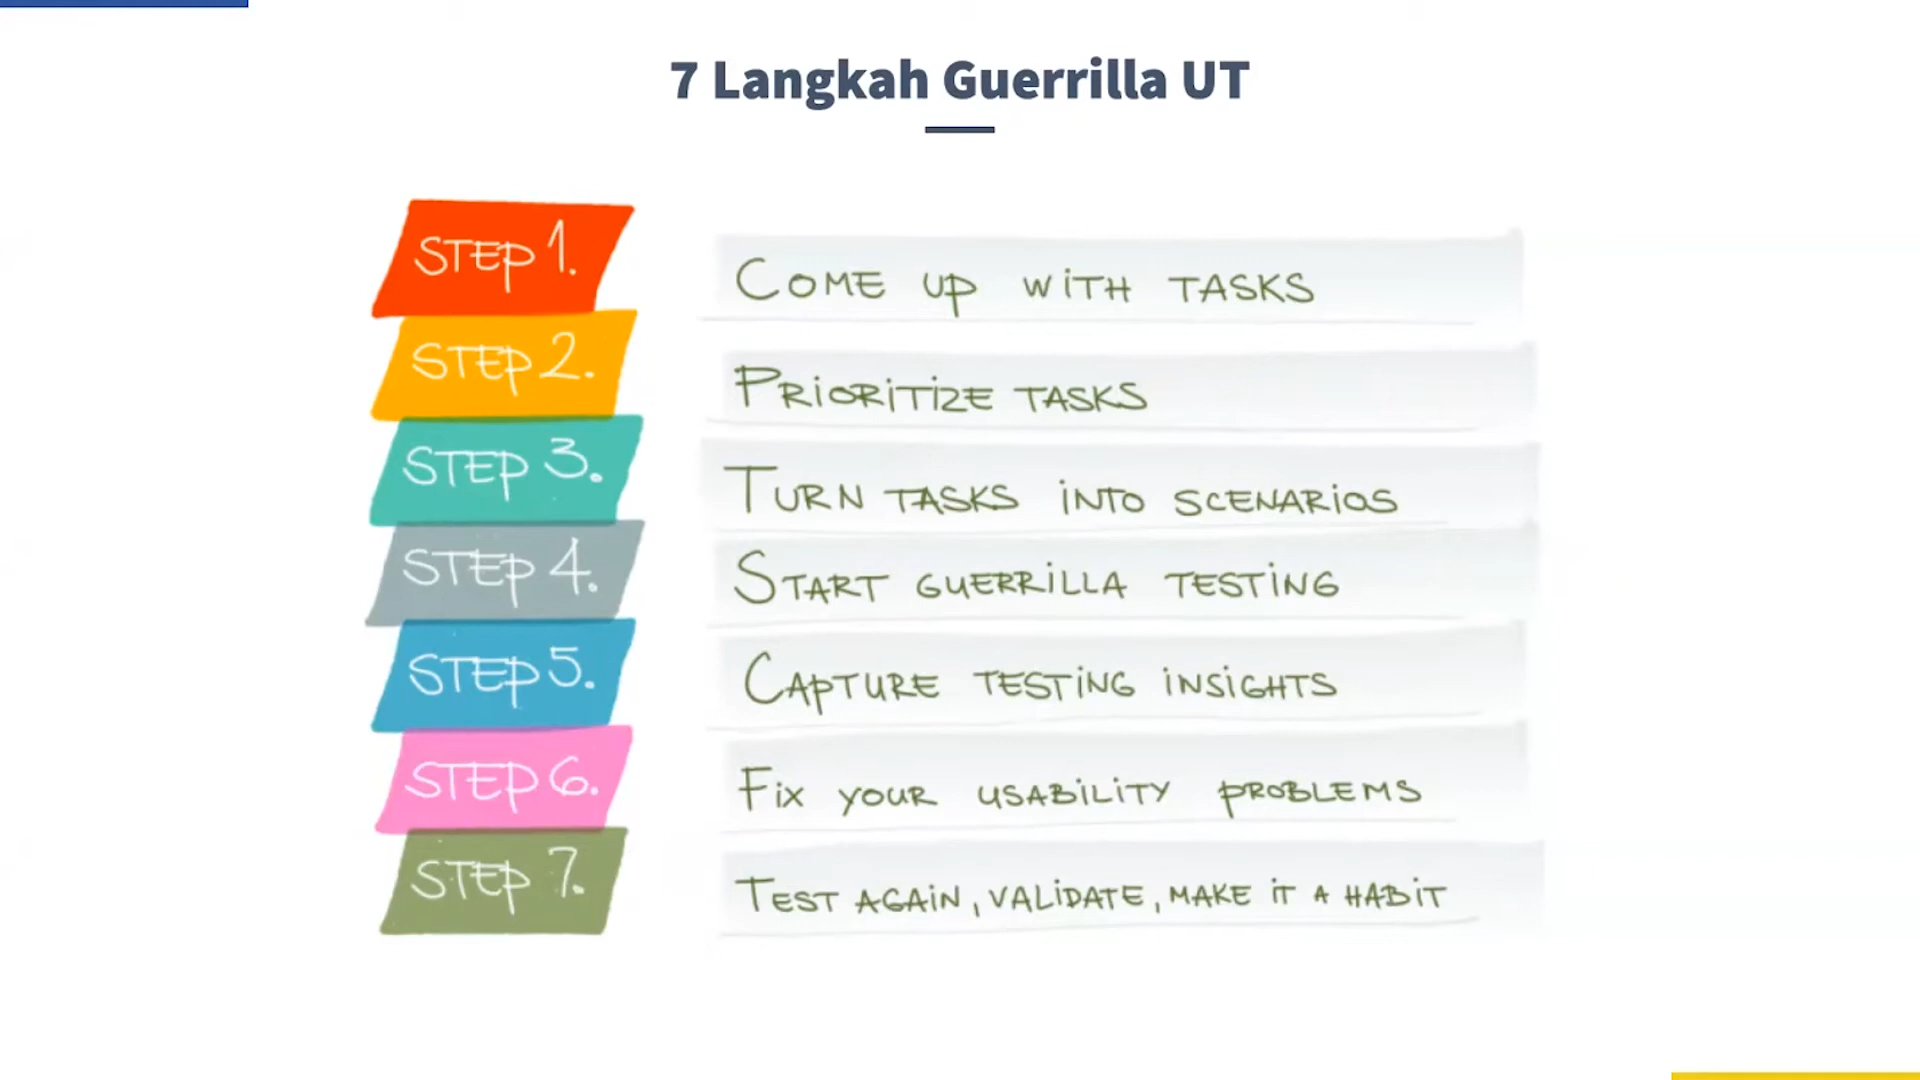 7 Langkah Guerrilla UT
STEP 1. COME UP WITH TASKS
STEP 2. PRIORITIZE TASKS
STEP 3. TURN TASKS INTO SCENARIOS
STEP 4. START GUERRILLA TESTING
STEP 5. CAPTURE TESTING INSIGHTS
STEP 6. FIX YOUR USABILITY PROBLEMS
STEP 7. TEST AGAIN, VALIDATE, MAKE IT A HABIT